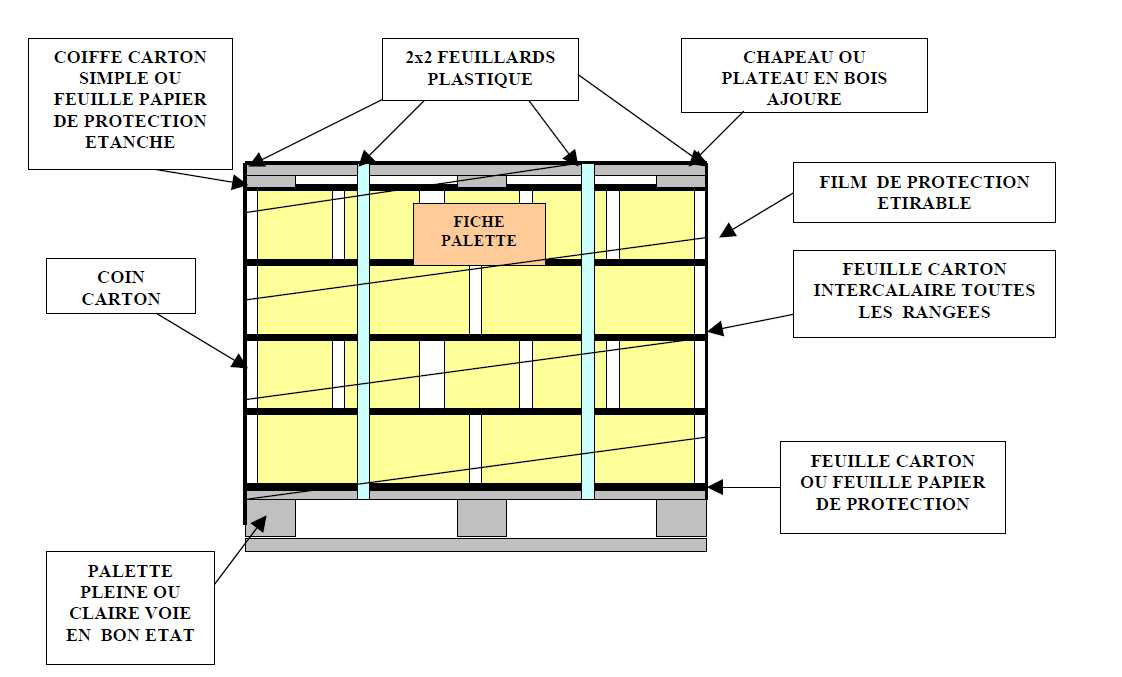 COIFFE CARTON
SIMPLE OU
FEUILLE PAPIER
DE PROTECTION
ETANCHE
2x2 FEUILLARDS
PLASTIQUE
CHAPEAU OU
PLATEAU EN BOIS
AJOURE
FILM DE PROTECTION
ETIRABLE
FICHE
PALETTE
COIN
CARTON
FEUILLE CARTON
INTERCALAIRE TOUTES
LES RANGEES
FEUILLE CARTON
OU FEUILLE PAPIER
DE PROTECTION
PALETTE
PLEINE OU
CLAIRE VOIE
EN BON ETAT